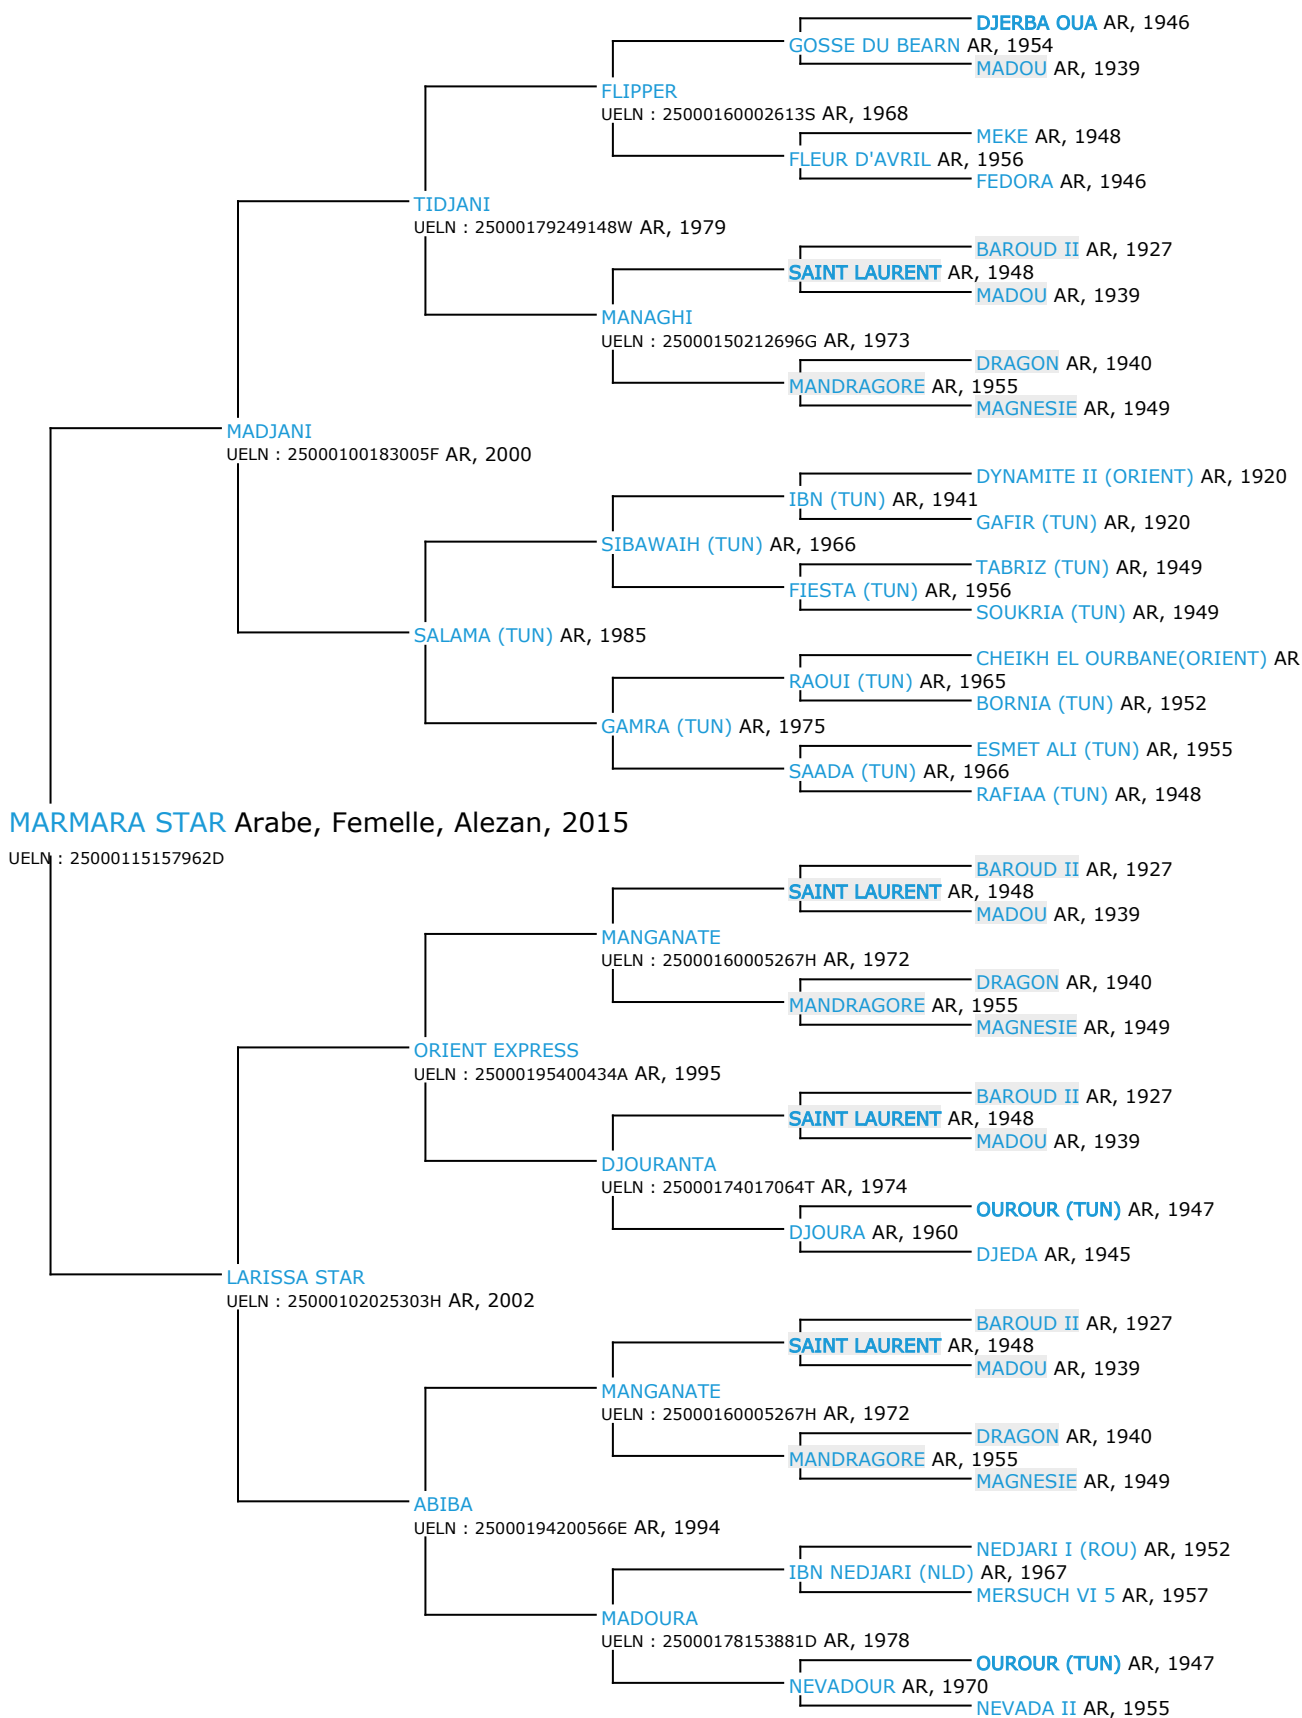 DJERBA OUA AR, 1946
GOSSE DU BEARN AR, 1954
MADOU AR, 1939
FLIPPER
UELN : 25000160002613S AR, 1968
MEKE AR, 1948
FLEUR D'AVRIL AR, 1956
FEDORA AR, 1946
TIDJANI
UELN : 25000179249148W AR, 1979
BAROUD II AR, 1927
SAINT LAURENT AR, 1948
MADOU AR, 1939
MANAGHI
UELN : 25000150212696G AR, 1973
DRAGON AR, 1940
MANDRAGORE AR, 1955
MAGNESIE AR, 1949
MADJANI
UELN : 25000100183005F AR, 2000
DYNAMITE II (ORIENT) AR, 1920
IBN (TUN) AR, 1941
GAFIR (TUN) AR, 1920
SIBAWAIH (TUN) AR, 1966
TABRIZ (TUN) AR, 1949
FIESTA (TUN) AR, 1956
SOUKRIA (TUN) AR, 1949
SALAMA (TUN) AR, 1985
CHEIKH EL OURBANE(ORIENT) AR
RAOUI (TUN) AR, 1965
BORNIA (TUN) AR, 1952
GAMRA (TUN) AR, 1975
ESMET ALI (TUN) AR, 1955
SAADA (TUN) AR, 1966
RAFIAA (TUN) AR, 1948
MARMARA STAR Arabe, Femelle, Alezan, 2015
UELN : 25000115157962D
BAROUD II AR, 1927
SAINT LAURENT AR, 1948
MADOU AR, 1939
MANGANATE
UELN : 25000160005267H AR, 1972
DRAGON AR, 1940
MANDRAGORE AR, 1955
MAGNESIE AR, 1949
ORIENT EXPRESS
UELN : 25000195400434A AR, 1995
BAROUD II AR, 1927
SAINT LAURENT AR, 1948
MADOU AR, 1939
DJOURANTA
UELN : 25000174017064T AR, 1974
OUROUR (TUN) AR, 1947
DJOURA AR, 1960
DJEDA AR, 1945
LARISSA STAR
UELN : 25000102025303H AR, 2002
BAROUD II AR, 1927
SAINT LAURENT AR, 1948
MADOU AR, 1939
MANGANATE
UELN : 25000160005267H AR, 1972
DRAGON AR, 1940
MANDRAGORE AR, 1955
MAGNESIE AR, 1949
ABIBA
UELN : 25000194200566E AR, 1994
NEDJARI I (ROU) AR, 1952
IBN NEDJARI (NLD) AR, 1967
MERSUCH VI 5 AR, 1957
MADOURA
UELN : 25000178153881D AR, 1978
OUROUR (TUN) AR, 1947
NEVADOUR AR, 1970
NEVADA II AR, 1955